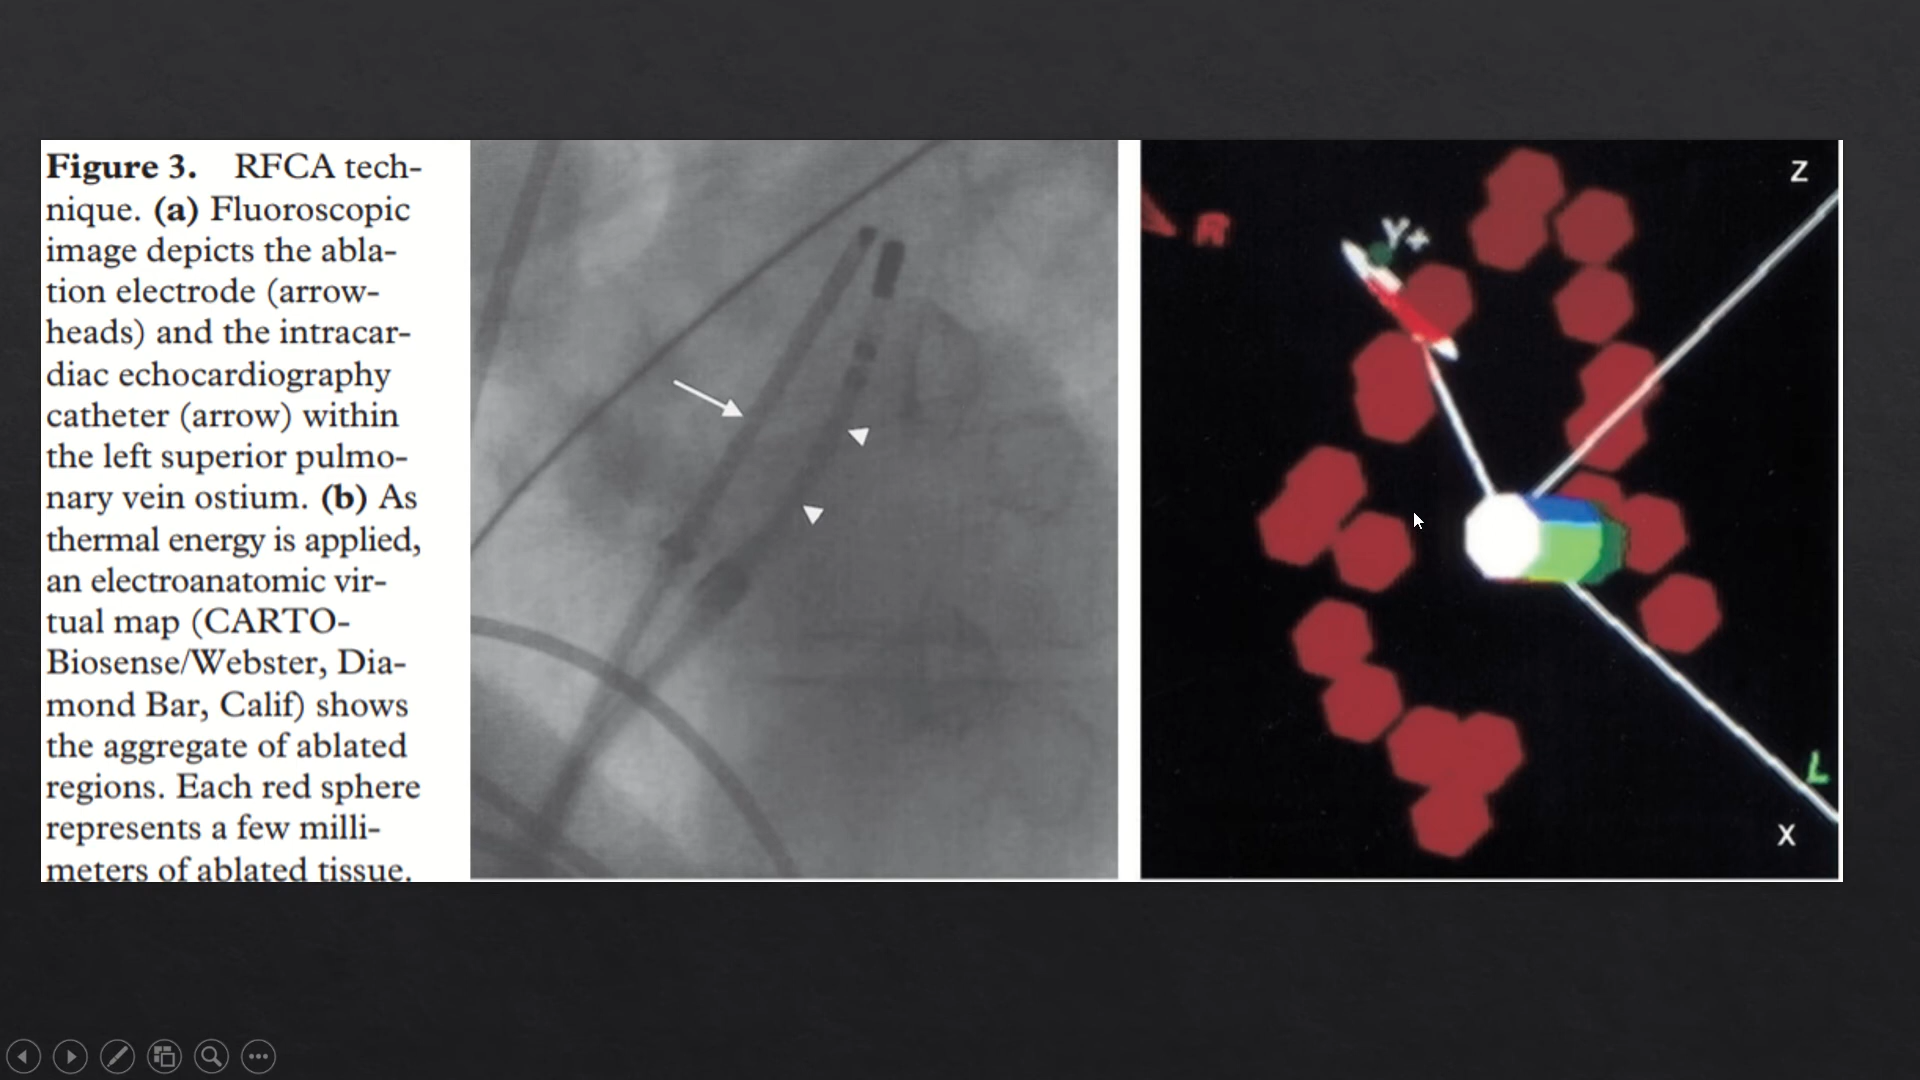 Figure 3. RFCA tech-
nique. (a) Fluoroscopic
image depicts the abla-
tion electrode (arrow-
heads) and the intracar-
diac echocardiography
catheter (arrow) within
the left superior pulmo-
nary vein ostium. (b) As
thermal energy is applied,
an electroanatomic vir-
tual map (CARTO-
Biosense/Webster, Dia-
mond Bar, Calif) shows
the aggregate of ablated
regions. Each red sphere
represents a few milli-
meters of ablated tissue.
Z
R
Y+
L
X